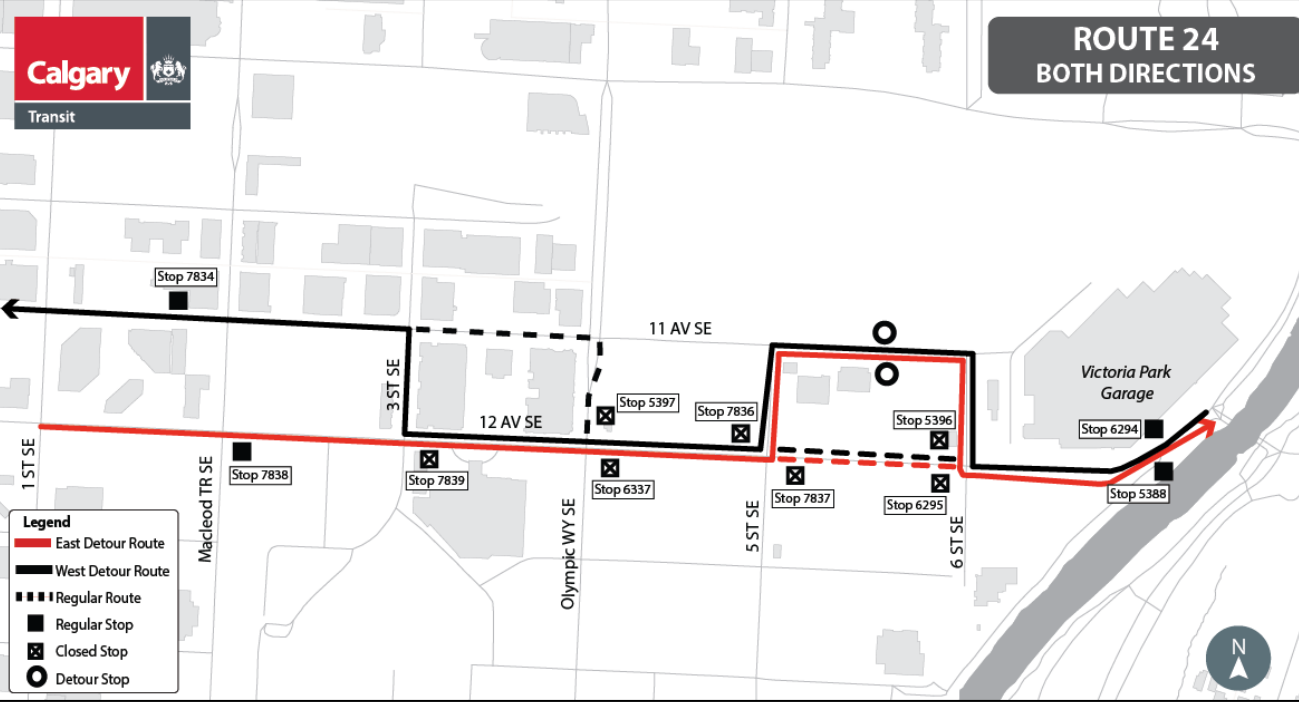 Calgary
Transit
ROUTE 24
BOTH DIRECTIONS
Stop 7834
11 AV SE
3 ST SE
12 AV SE
Stop 5397
Stop 7836
Stop 5396
Victoria Park
Garage
Stop 6294
1 ST SE
Macleod TR SE
Stop 7838
Stop 7839
Stop 6337
Olympic WY SE
5 ST SE
Stop 7837
Stop 6295
6 ST SE
Stop 5388
Legend
East Detour Route
West Detour Route
Regular Route
Regular Stop
Closed Stop
Detour Stop
N